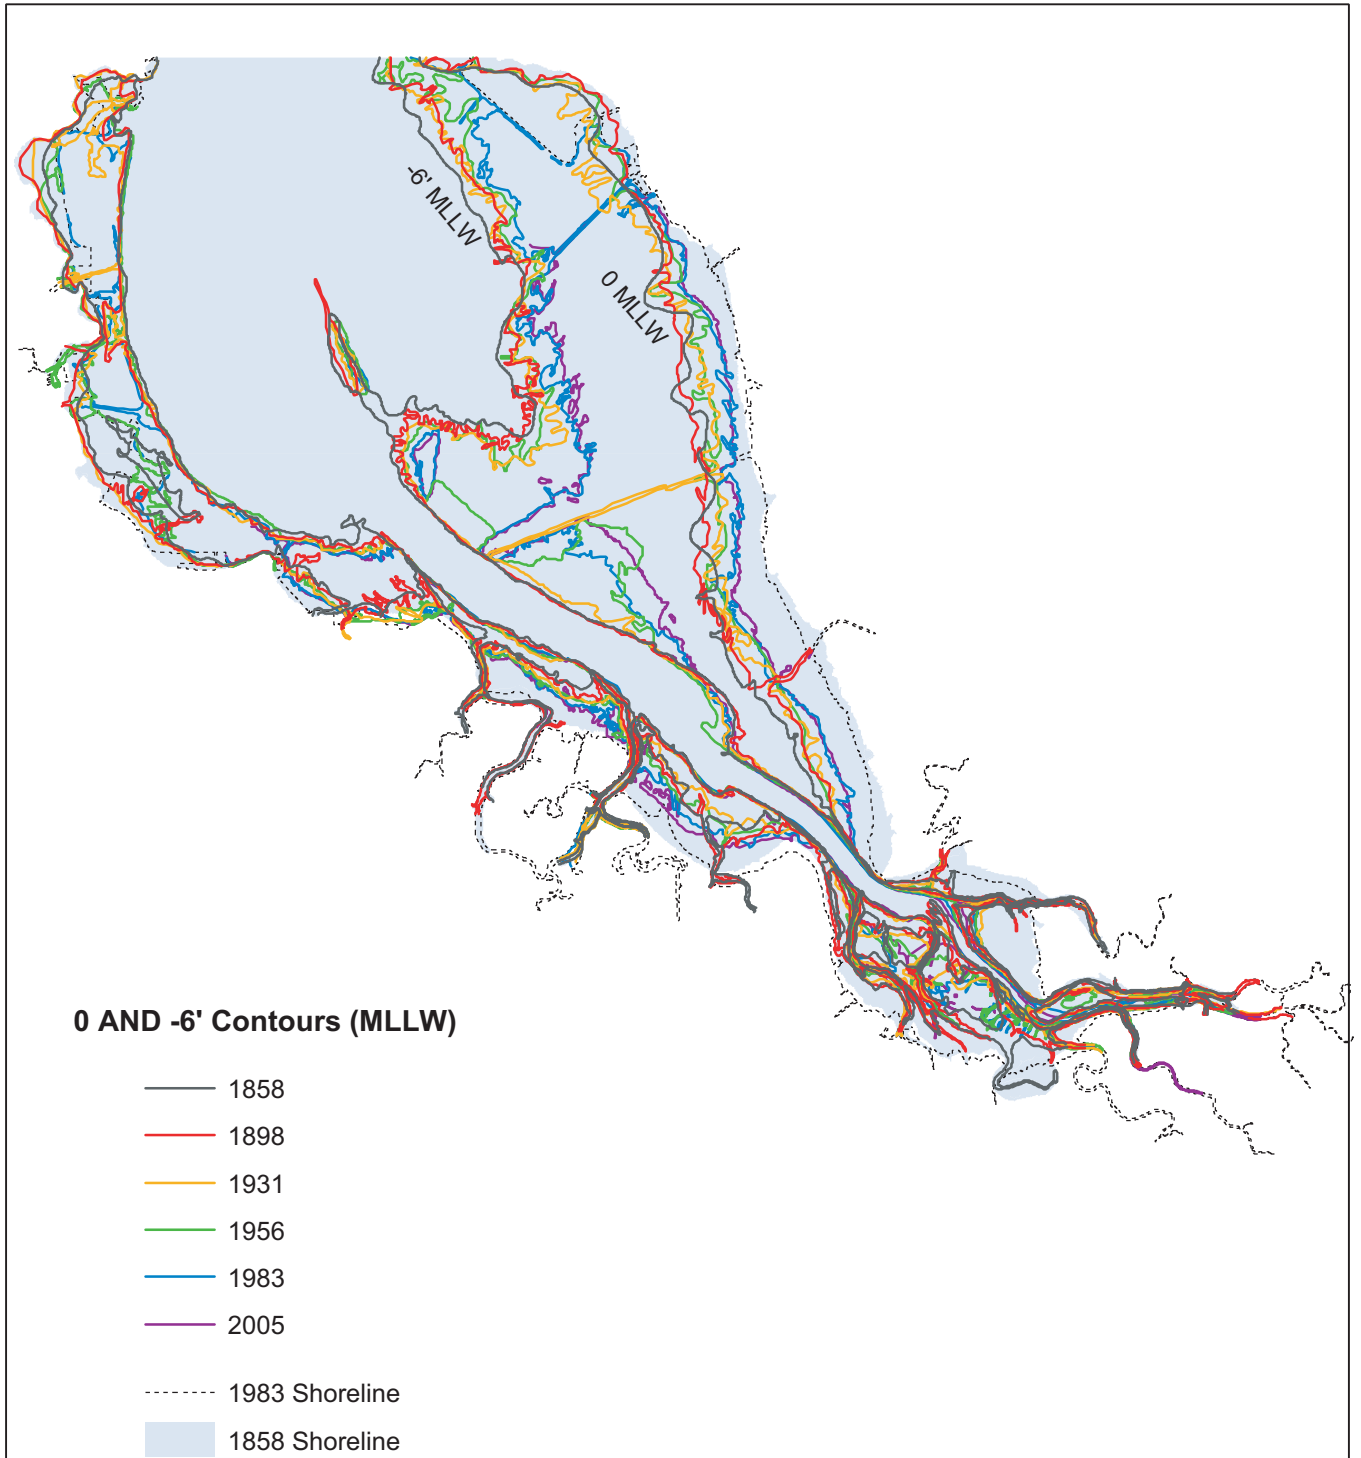 -6' MLLW
0 MLLW
0 AND -6' Contours (MLLW)
1858
1898
1931
1956
1983
2005
1983 Shoreline
1858 Shoreline